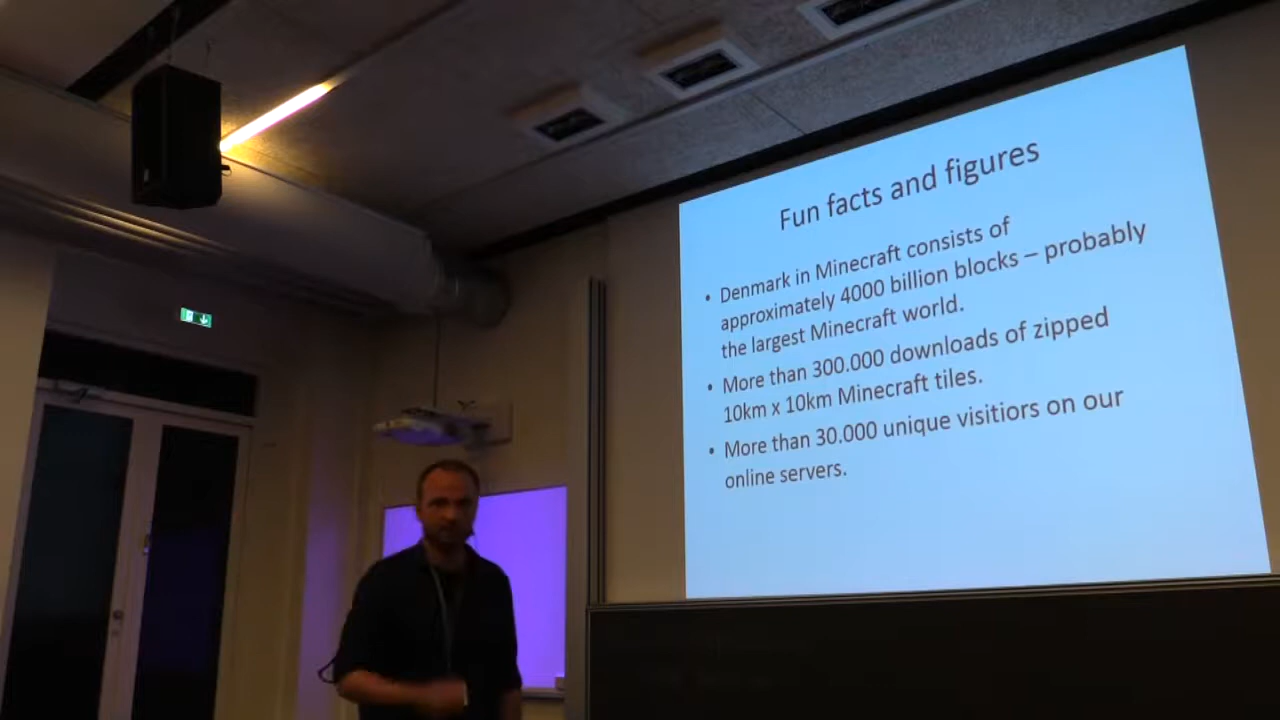 Fun facts and figures
• Denmark in Minecraft consists of
approximately 4000 billion blocks – probably
the largest Minecraft world.
• More than 300.000 downloads of zipped
10km x 10km Minecraft tiles.
• More than 30.000 unique visitiors on our
online servers.